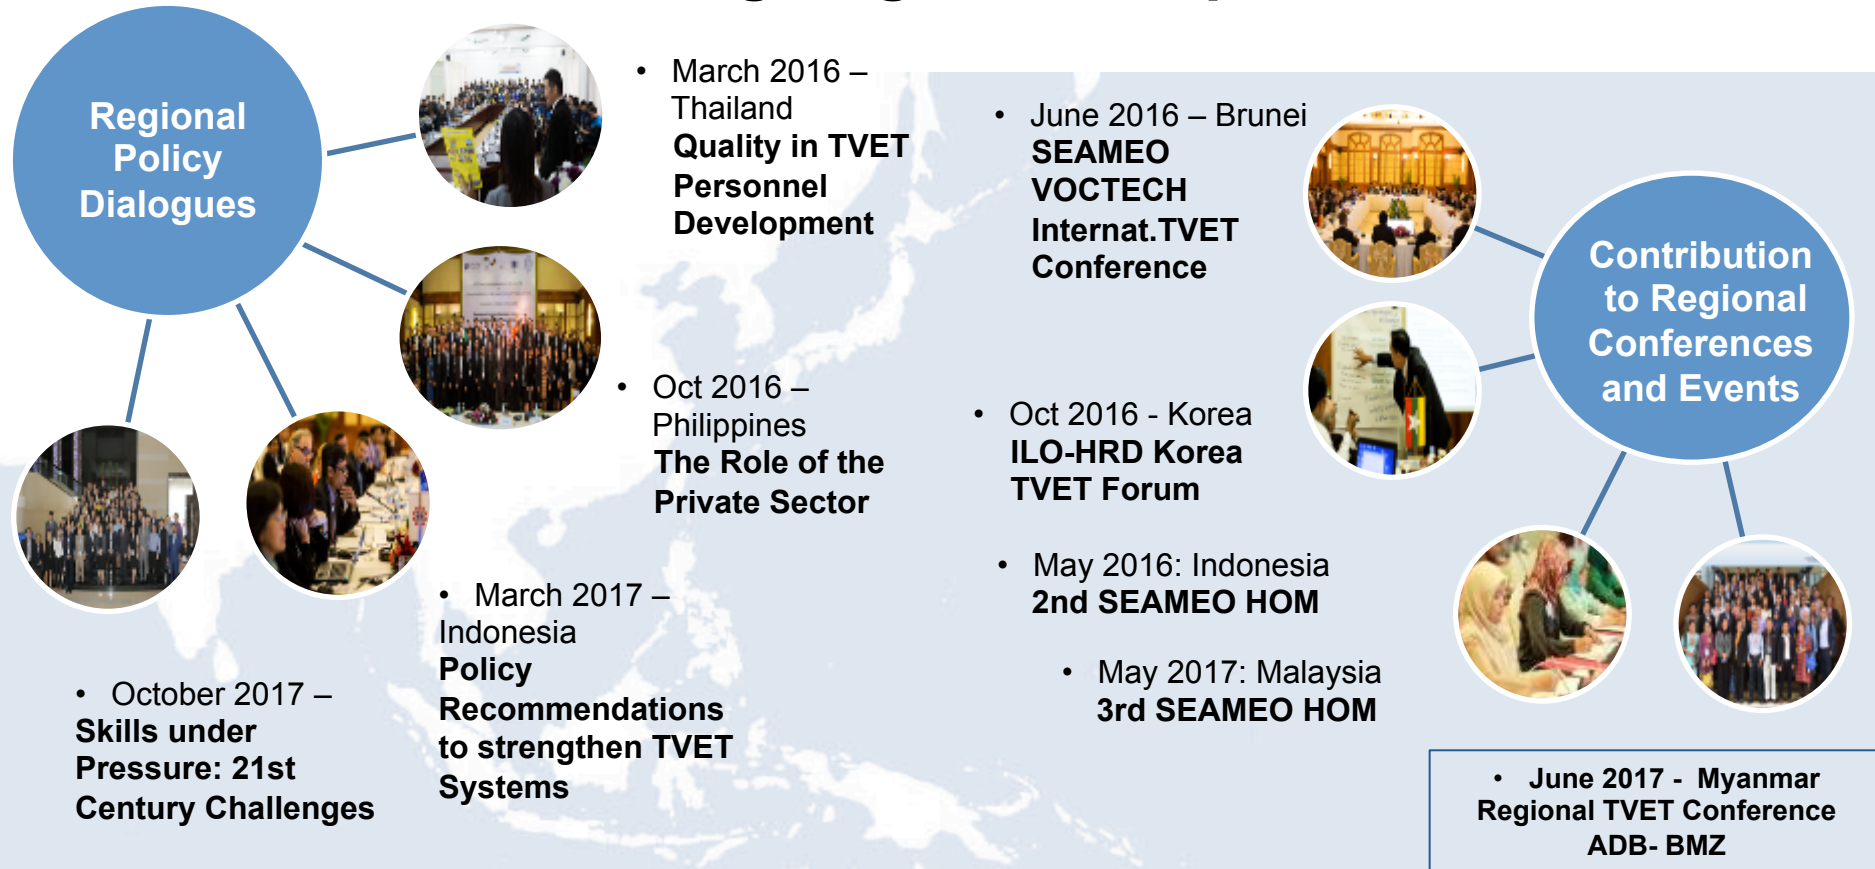 Regional
Policy
Dialogues
• March 2016 –
Thailand
Quality in TVET
Personnel
Development
• Oct 2016 –
Philippines
The Role of the
Private Sector
• March 2017 –
Indonesia
Policy
Recommendations
to strengthen TVET
Systems
• October 2017 –
Skills under
Pressure: 21st
Century Challenges
• June 2016 – Brunei
SEAMEO
VOCTECH
Internat.TVET
Conference
• Oct 2016 - Korea
ILO-HRD Korea
TVET Forum
• May 2016: Indonesia
2nd SEAMEO HOM
• May 2017: Malaysia
3rd SEAMEO HOM
Contribution
to Regional
Conferences
and Events
• June 2017 - Myanmar
Regional TVET Conference
ADB- BMZ